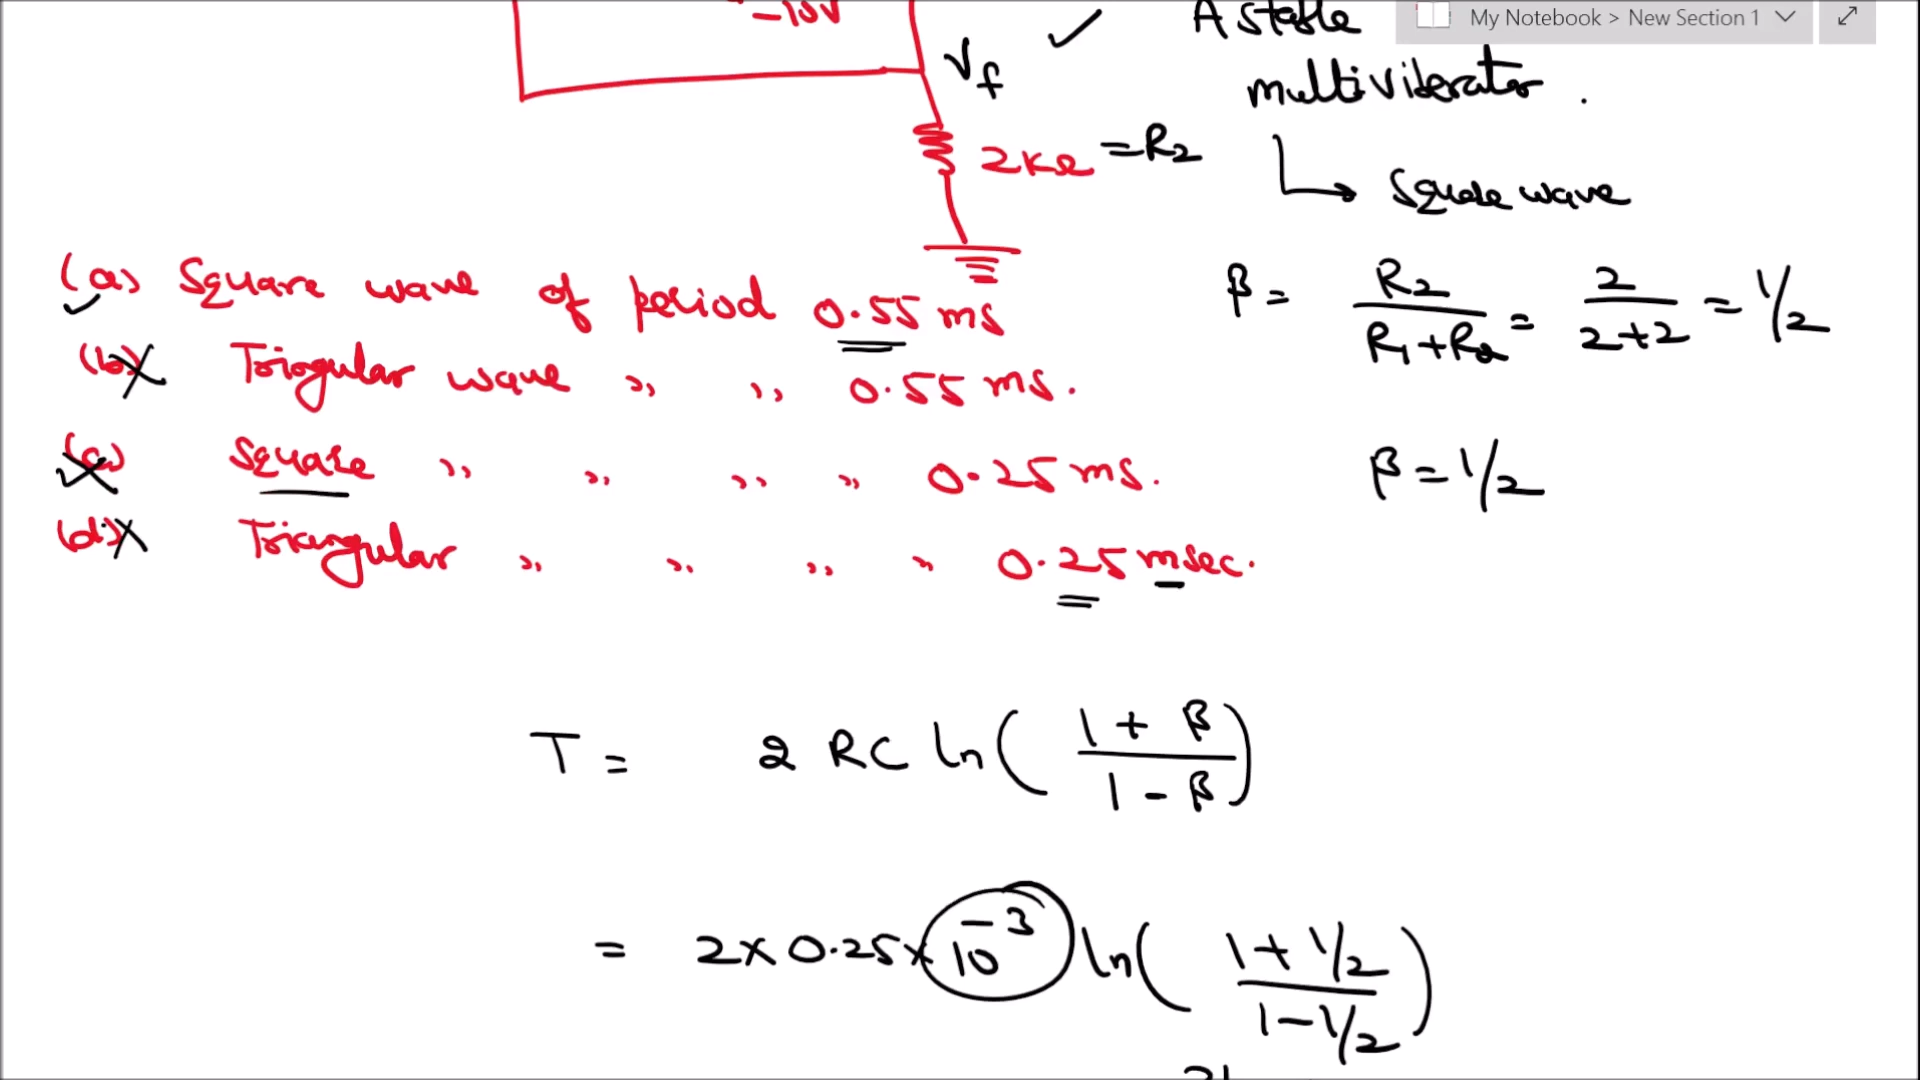 -10V
Vf ✓
Astable
multiviberator.
My Notebook > New Section 1
2KΩ = R2
Square wave
(a) Square wave of period 0.55 ms
(b) Triangular wave ,, ,, 0.55 ms.
(c) Square ,, ,, ,, ,, 0.25 ms.
(d) Triangular ,, ,, ,, ,, 0.25 msec.
β = R2/(R1+R2) = 2/(2+2) = 1/2
β = 1/2
T = 2 RC ln( (1 + β)/(1 - β) )
= 2 × 0.25 × 10^-3 ln( (1 + 1/2)/(1 - 1/2) )